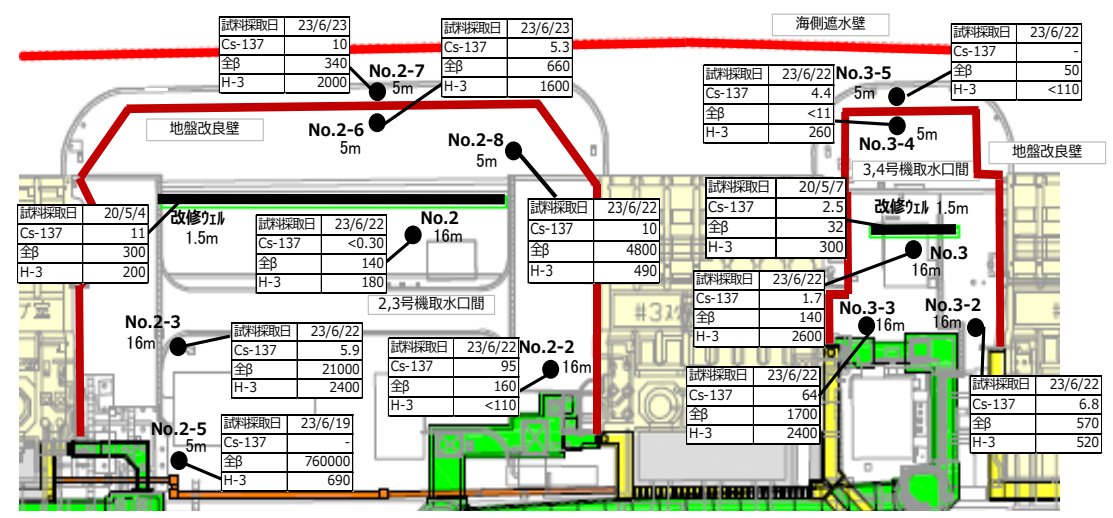 海側遮水壁
試料採取日 23/6/23
Cs-137 10
全β 340
H-3 2000
No.2-7
5m
試料採取日 23/6/23
Cs-137 5.3
全β 660
H-3 1600
No.2-6
5m
地盤改良壁
No.2-8
5m
試料採取日 23/6/22
Cs-137 4.4
全β <11
H-3 260
No.3-5
5m
試料採取日 23/6/22
Cs-137 -
全β 50
H-3 <110
No.3-4
5m
地盤改良壁
3,4号機取水口間
試料採取日 20/5/4
Cs-137 11
全β 300
H-3 200
改修ウェル
1.5m
試料採取日 23/6/22
Cs-137 <0.30
全β 140
H-3 180
No.2
16m
試料採取日 23/6/22
Cs-137 10
全β 4800
H-3 490
試料採取日 20/5/7
Cs-137 2.5
全β 32
H-3 300
改修ウェル 1.5m
No.3
16m
2,3号機取水口間
試料採取日 23/6/22
Cs-137 1.7
全β 140
H-3 2600
No.2-3
16m
試料採取日 23/6/22
Cs-137 5.9
全β 21000
H-3 2400
試料採取日 23/6/22
Cs-137 95
全β 160
H-3 <110
No.2-2
16m
No.3-3
16m
No.3-2
16m
試料採取日 23/6/22
Cs-137 64
全β 1700
H-3 2400
試料採取日 23/6/22
Cs-137 6.8
全β 570
H-3 520
No.2-5
5m
試料採取日 23/6/19
Cs-137 -
全β 760000
H-3 690